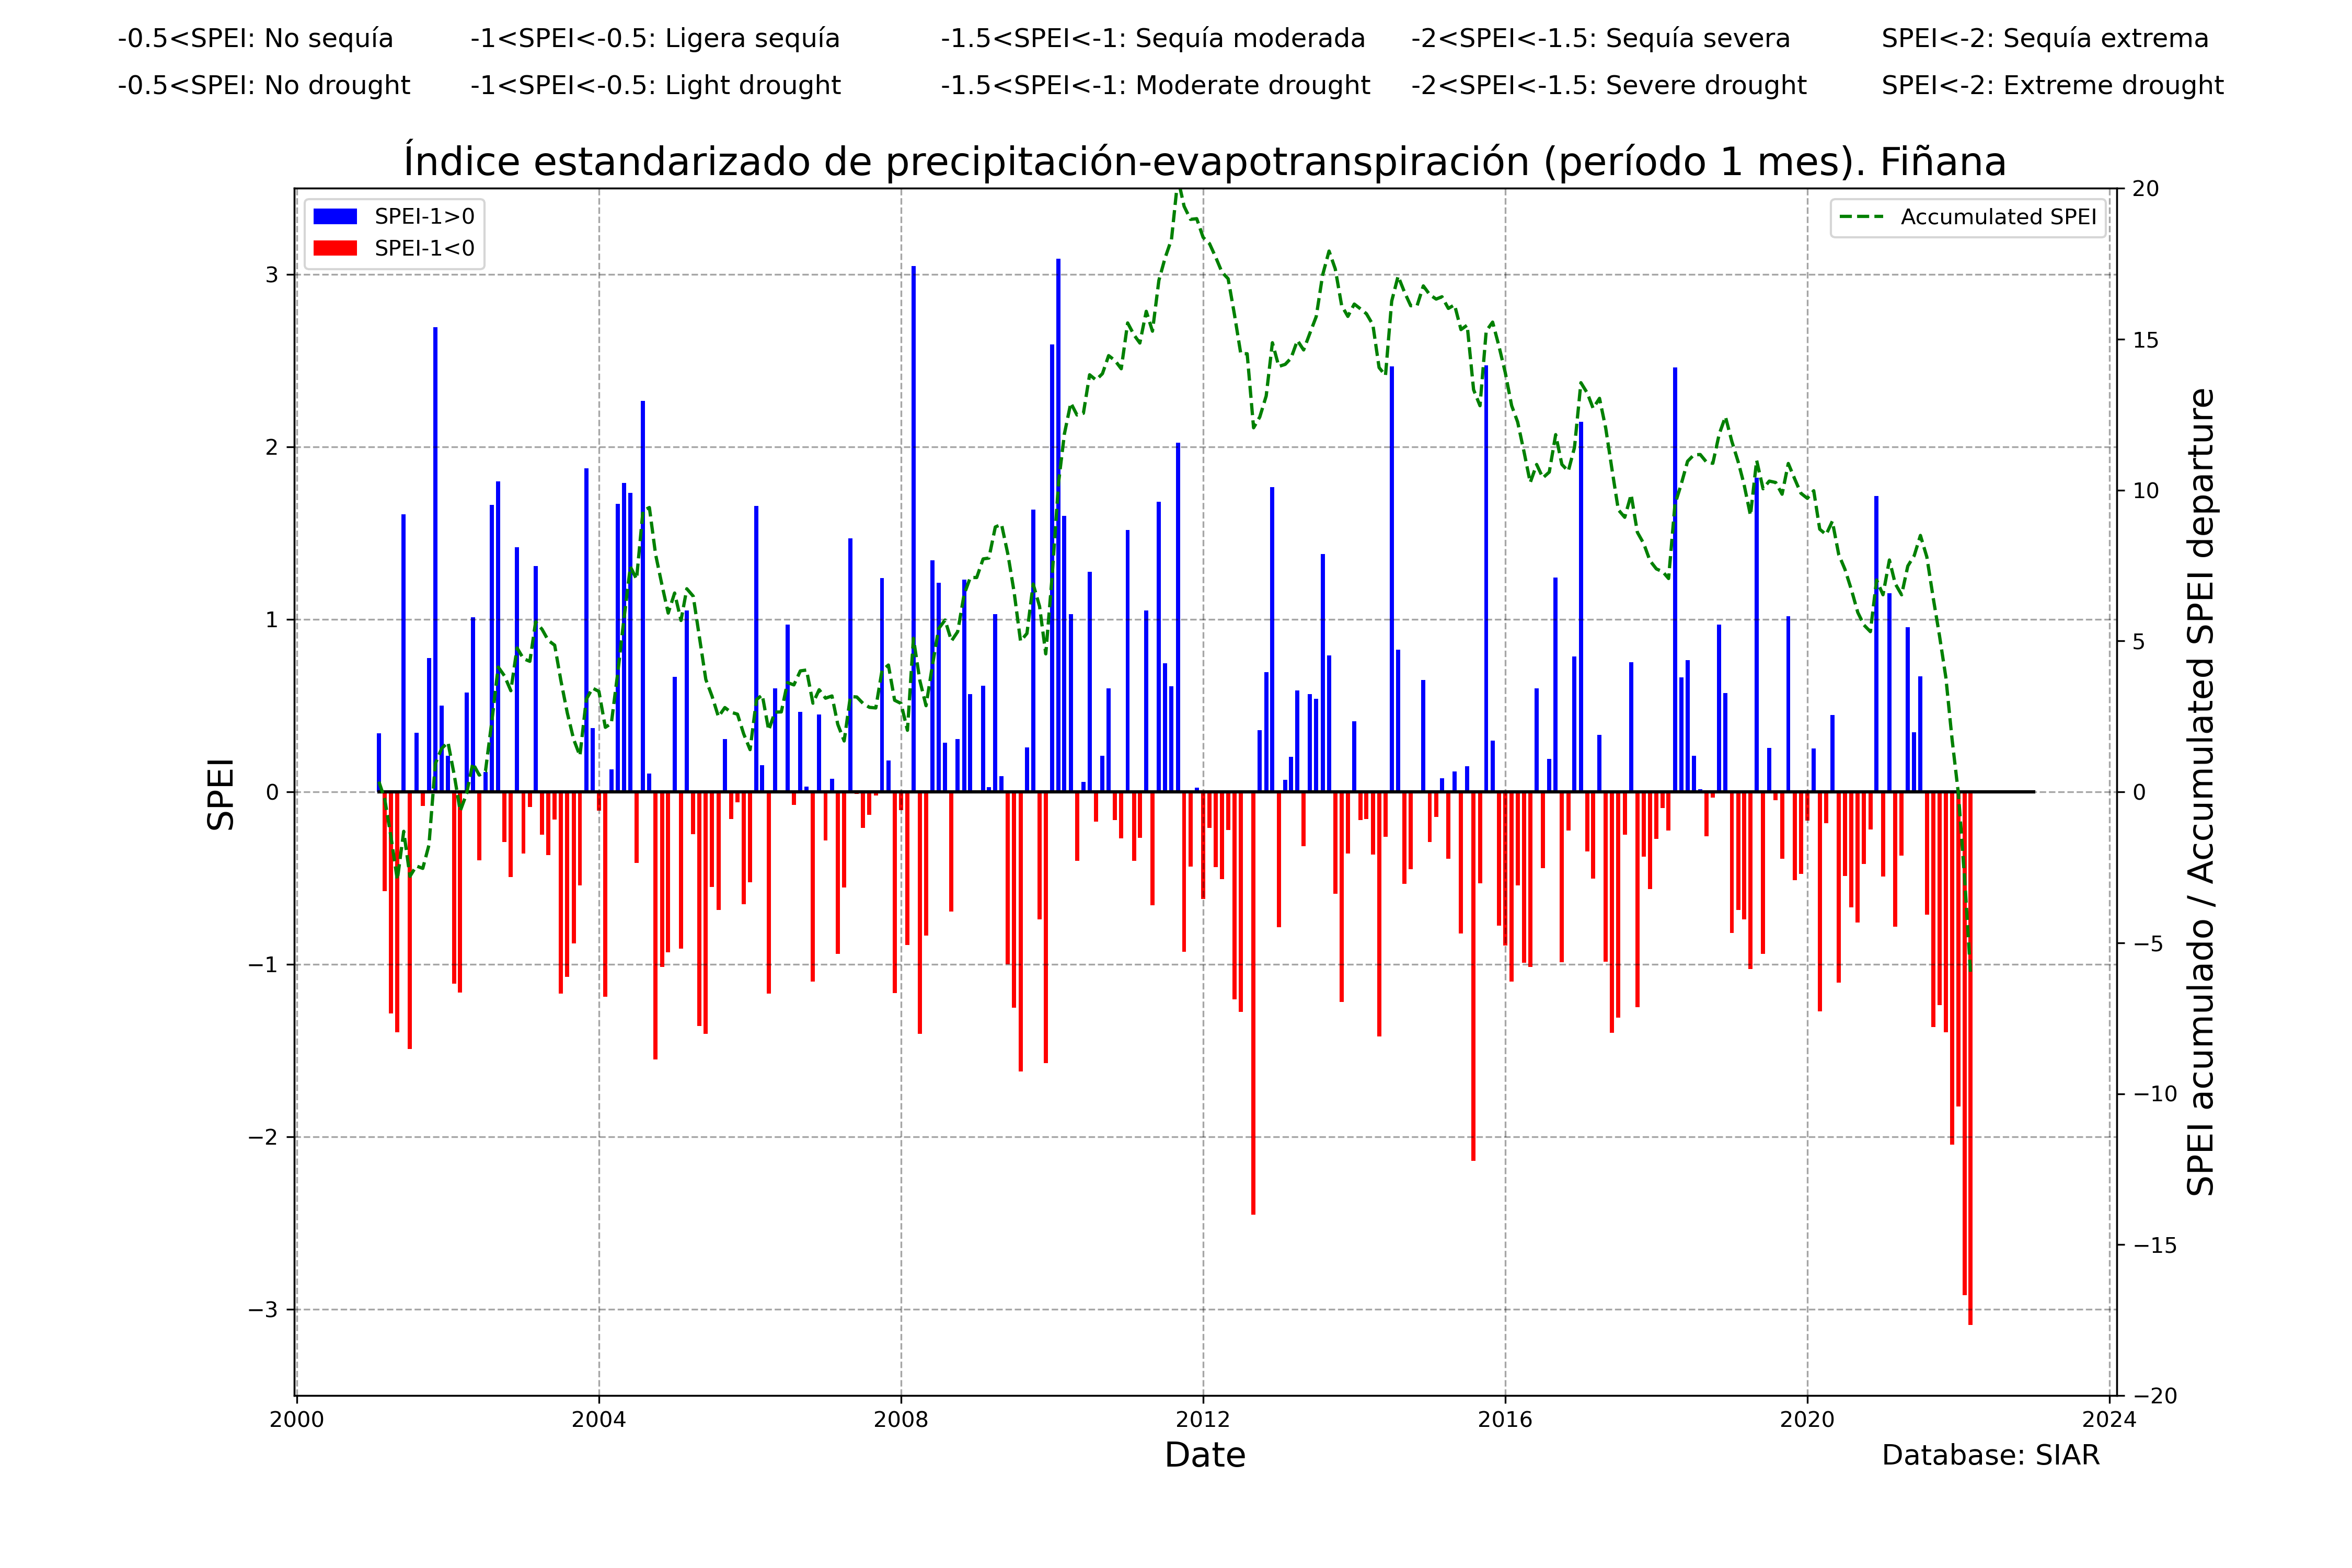 -0.5<SPEI: No sequía -1<SPEI<-0.5: Ligera sequía -1.5<SPEI<-1: Sequía moderada -2<SPEI<-1.5: Sequía severa SPEI<-2: Sequía extrema
-0.5<SPEI: No drought -1<SPEI<-0.5: Light drought -1.5<SPEI<-1: Moderate drought -2<SPEI<-1.5: Severe drought SPEI<-2: Extreme drought
Índice estandarizado de precipitación-evapotranspiración (período 1 mes). Fiñana
SPEI-1>0
SPEI-1<0
Accumulated SPEI
SPEI
3
2
1
0
−1
−2
−3
20
15
10
5
0
−5
−10
−15
−20
SPEI acumulado / Accumulated SPEI departure
2000 2004 2008 2012 2016 2020 2024
Date
Database: SIAR